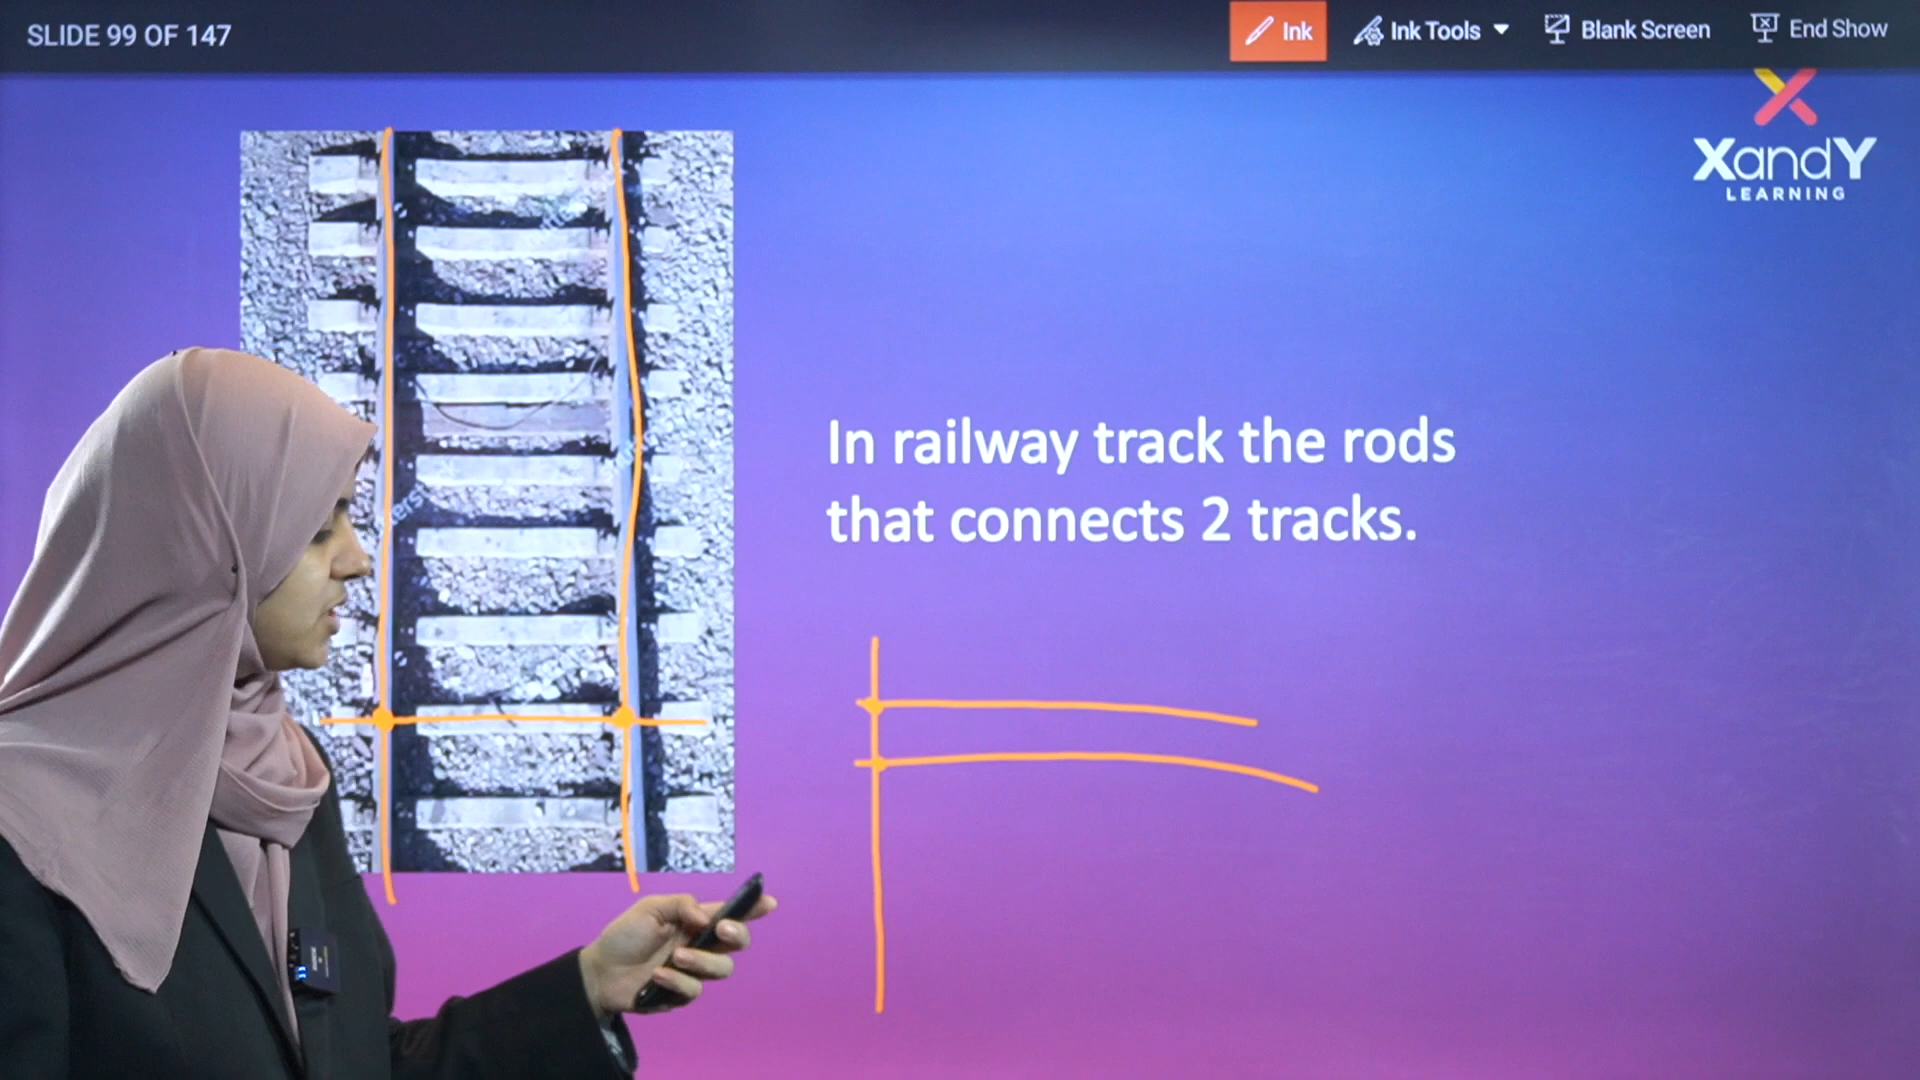 SLIDE 99 OF 147
Ink
Ink Tools
Blank Screen
End Show
XandY
LEARNING
In railway track the rods
that connects 2 tracks.